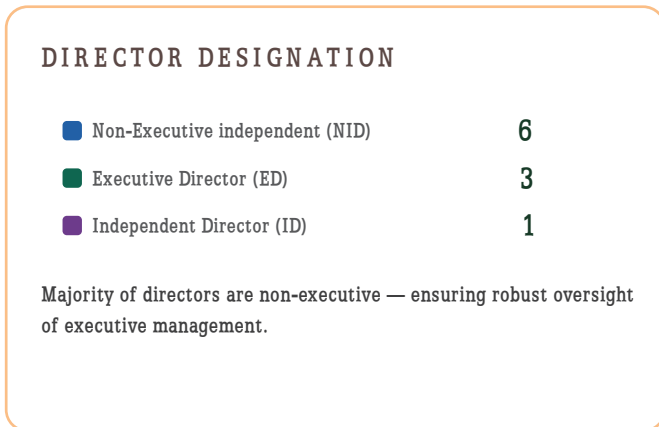 DIRECTOR DESIGNATION
Non-Executive independent (NID) 6
Executive Director (ED) 3
Independent Director (ID) 1
Majority of directors are non-executive — ensuring robust oversight
of executive management.